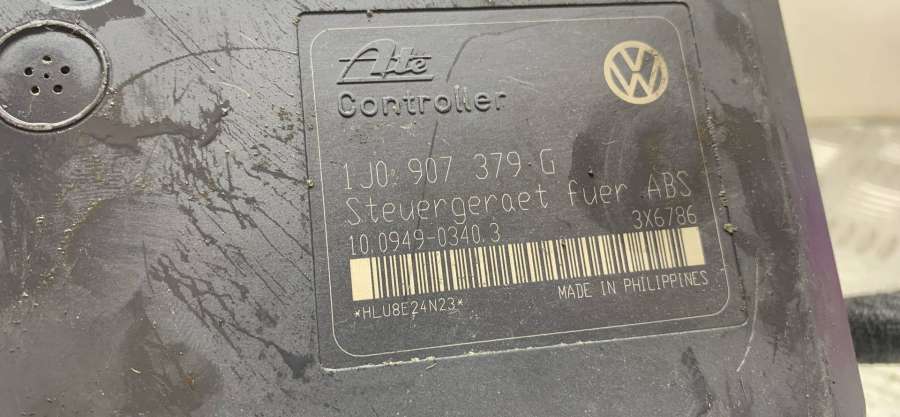 Ate
Controller
1J0 907 379 G
Steuergeraet fuer ABS
10.0949-0340.3 3X6786
MADE IN PHILIPPINES
*HLU8E24N23*